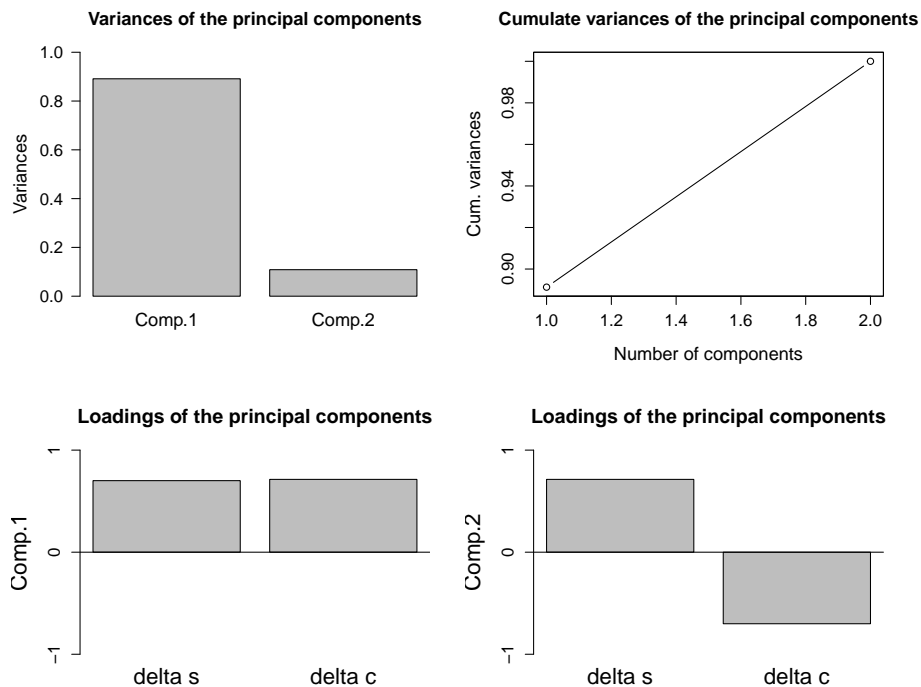 Variances of the principal components
1.0
0.8
0.6
0.4
0.2
0.0
Variances
Comp.1 Comp.2
Cumulate variances of the principal components
0.98
0.94
0.90
Cum. variances
1.0 1.2 1.4 1.6 1.8 2.0
Number of components
Loadings of the principal components
1
0
−1
Comp.1
delta s delta c
Loadings of the principal components
1
0
−1
Comp.2
delta s delta c